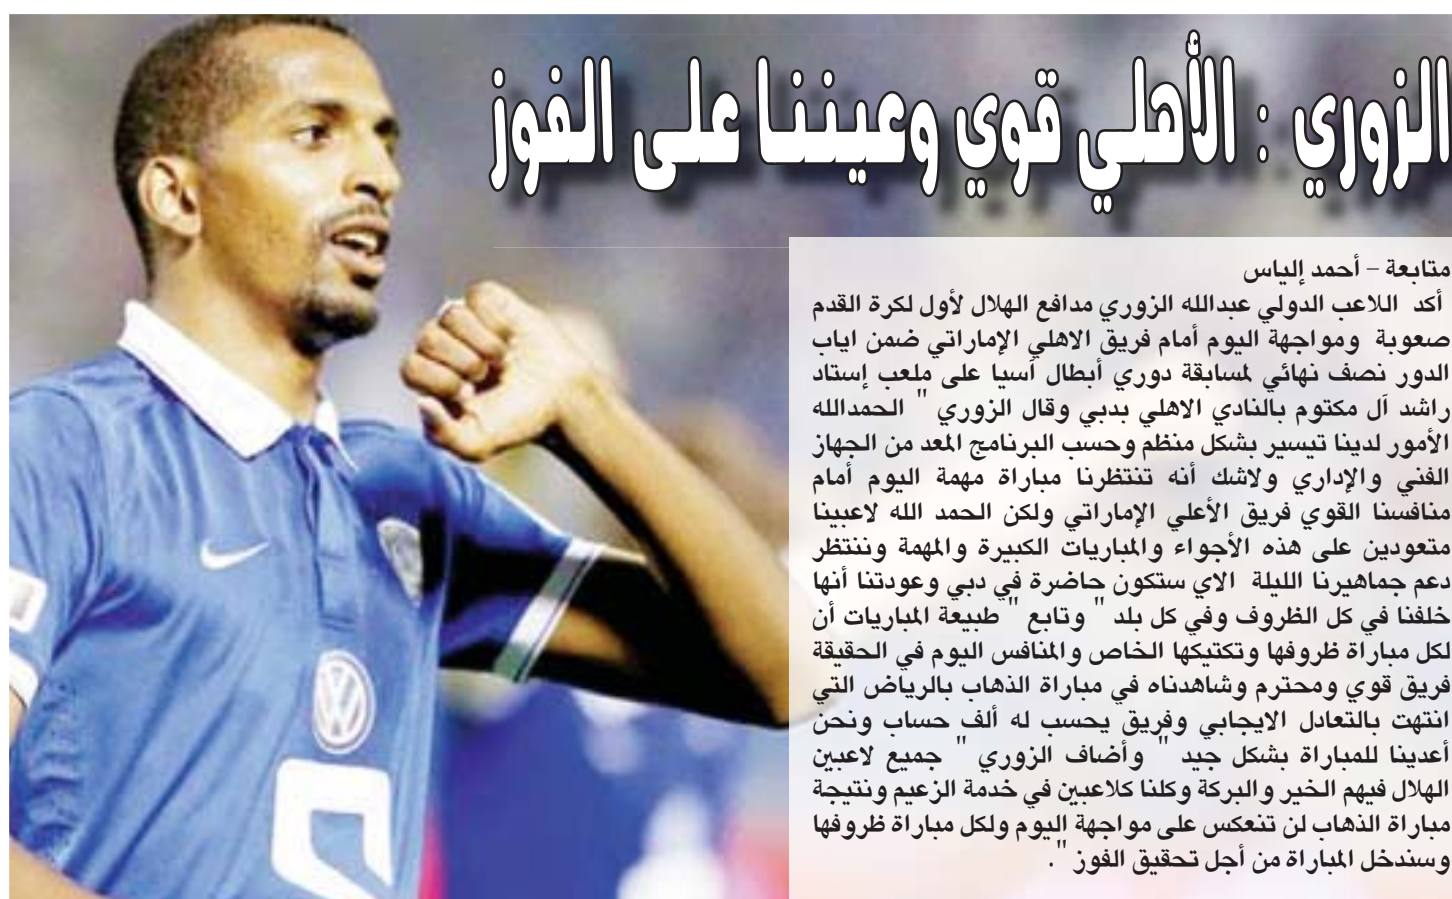 الزوري : الأهلي قوي وعيننا على الفوز
متابعة – أحمد إلياس
أكد اللاعب الدولي عبدالله الزوري مدافع الهلال لأول لكرة القدم
صعوبة ومواجهة اليوم أمام فريق الاهلي الإماراتي ضمن اياب
الدور نصف نهائي لمسابقة دوري أبطال آسيا على ملعب إستاد
راشد آل مكتوم بالنادي الاهلي بدبي وقال الزوري " الحمدالله
الأمور لدينا تيسير بشكل منظم وحسب البرنامج المعد من الجهاز
الفني والإداري ولاشك أنه تنتظرنا مباراة مهمة اليوم أمام
منافسنا القوي فريق الأعلي الإماراتي ولكن الحمد الله لاعبينا
متعودين على هذه الأجواء والمباريات الكبيرة والمهمة وننتظر
دعم جماهيرنا الليلة الاي ستكون حاضرة في دبي وعودتنا أنها
خلفنا في كل الظروف وفي كل بلد " وتابع " طبيعة المباريات أن
لكل مباراة ظروفها وتكتيكها الخاص والمنافس اليوم في الحقيقة
فريق قوي ومحترم وشاهدناه في مباراة الذهاب بالرياض التي
انتهت بالتعادل الايجابي وفريق يحسب له ألف حساب ونحن
أعدينا للمباراة بشكل جيد " وأضاف الزوري " جميع لاعبين
الهلال فيهم الخير والبركة وكلنا كلاعبين في خدمة الزعيم ونتيجة
مباراة الذهاب لن تنعكس على مواجهة اليوم ولكل مباراة ظروفها
وسندخل المباراة من أجل تحقيق الفوز ".